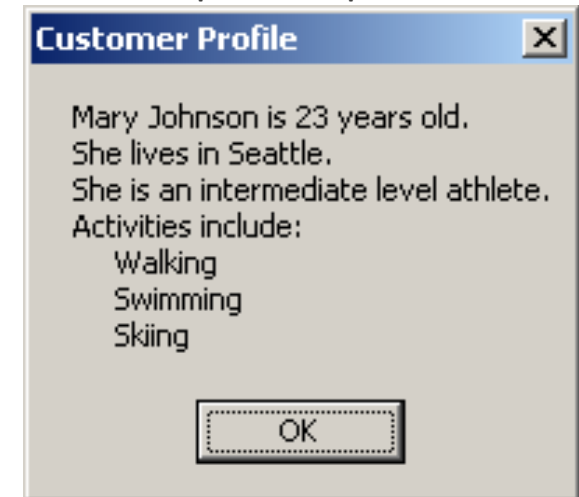 Customer Profile
Mary Johnson is 23 years old.
She lives in Seattle.
She is an intermediate level athlete.
Activities include:
Walking
Swimming
Skiing
OK